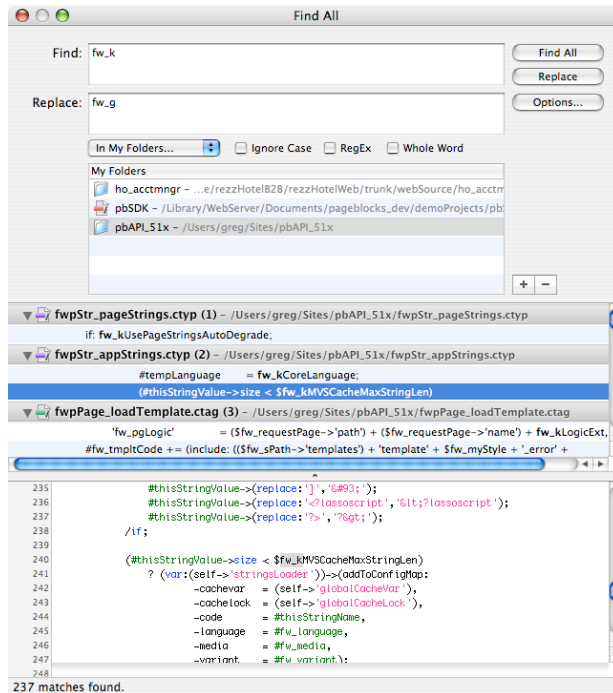 Find All
Find: fw_k
Find All
Replace
Replace: fw_g
Options...
In My Folders... Ignore Case RegEx Whole Word
My Folders
ho_acctmngr – ...e/rezzHotelB2B/rezzHotelWeb/trunk/webSource/ho_acctm
pbSDK – /Library/WebServer/Documents/pageblocks_dev/demoProjects/pbS
pbAPI_51x – /Users/greg/Sites/pbAPI_51x
+ −
fwpStr_pageStrings.ctyp (1) – /Users/greg/Sites/pbAPI_51x/fwpStr_pageStrings.ctyp
if: fw_kUsePageStringsAutoDegrade;
fwpStr_appStrings.ctyp (2) – /Users/greg/Sites/pbAPI_51x/fwpStr_appStrings.ctyp
#tempLanguage = fw_kCoreLanguage;
(#thisStringValue->size < $fw_kMVSCacheMaxStringLen)
fwpPage_loadTemplate.ctag (3) – /Users/greg/Sites/pbAPI_51x/fwpPage_loadTemplate.ctag
'fw_pgLogic' = ($fw_requestPage->'path') + ($fw_requestPage->'name') + fw_kLogicExt,
#fw_tmpltCode += (include: (($fw_sPath->'templates') + 'template' + $fw_myStyle + '_error' +
235 #thisStringValue->(replace:']','&#93;');
236 #thisStringValue->(replace:'<?lassoscript','&lt;?lassoscript');
237 #thisStringValue->(replace:'?>','?&gt;');
238 /if;
239
240 (#thisStringValue->size < $fw_kMVSCacheMaxStringLen)
241 ? (var:(self->'stringsLoader'))->(addToConfigMap:
242 -cachevar = (self->'globalCacheVar'),
243 -cachelock = (self->'globalCacheLock'),
244 -code = #thisStringName,
245 -language = #fw_language,
246 -media = #fw_media,
247 -variant = #fw_variant);
248
237 matches found.